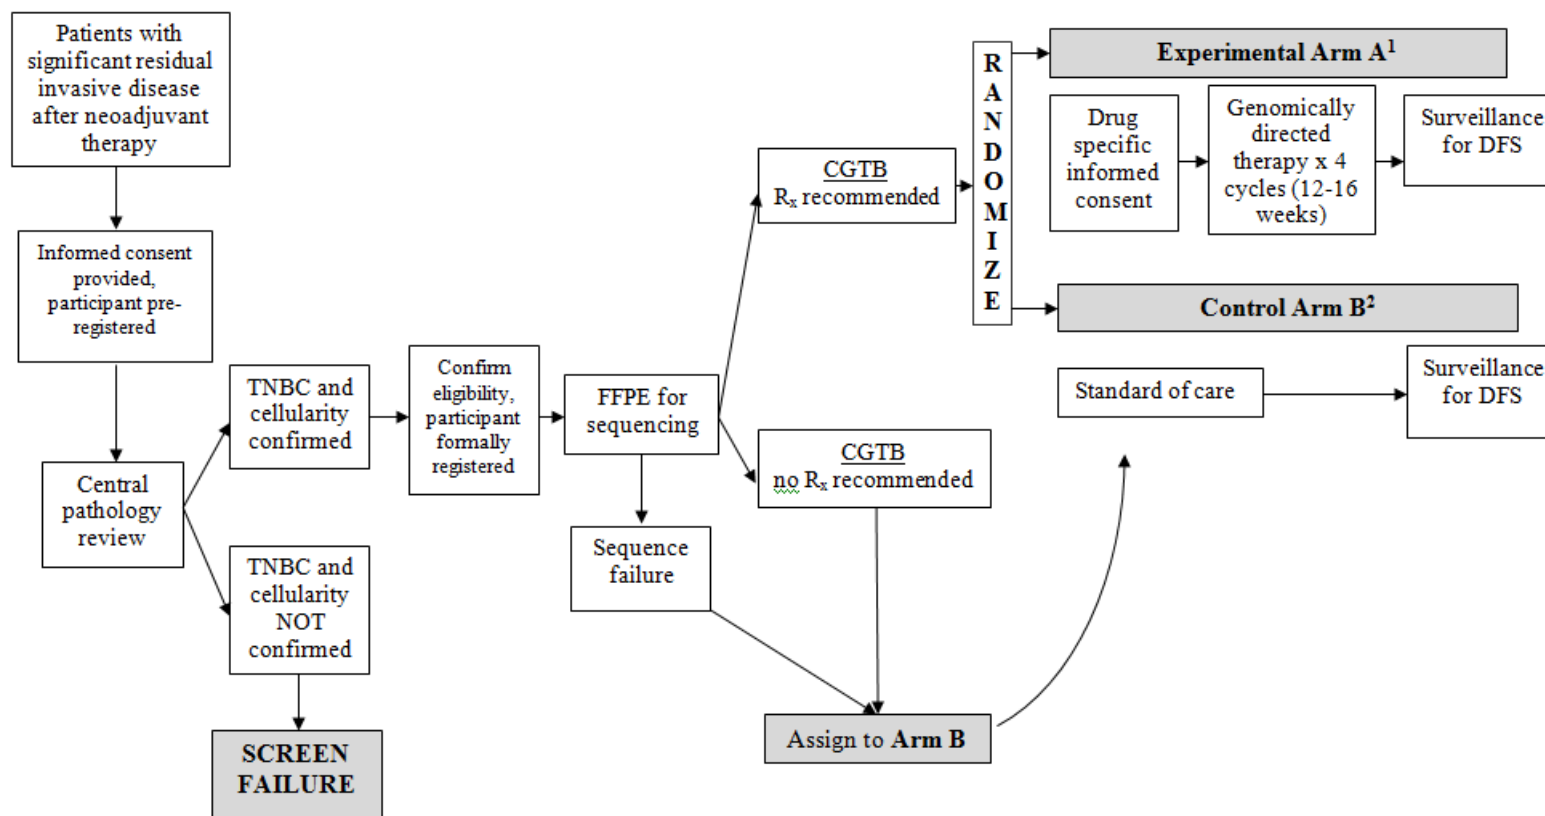 Patients with
significant residual
invasive disease
after neoadjuvant
therapy
Informed consent
provided,
participant pre-
registered
Central
pathology
review
TNBC and
cellularity
confirmed
TNBC and
cellularity
NOT
confirmed
SCREEN
FAILURE
Confirm
eligibility,
participant
formally
registered
FFPE for
sequencing
Sequence
failure
CGTB
Rₓ recommended
CGTB
no Rₓ recommended
Assign to Arm B
R
A
N
D
O
M
I
Z
E
Experimental Arm A¹
Drug
specific
informed
consent
Genomically
directed
therapy x 4
cycles (12-16
weeks)
Surveillance
for DFS
Control Arm B²
Standard of care
Surveillance
for DFS